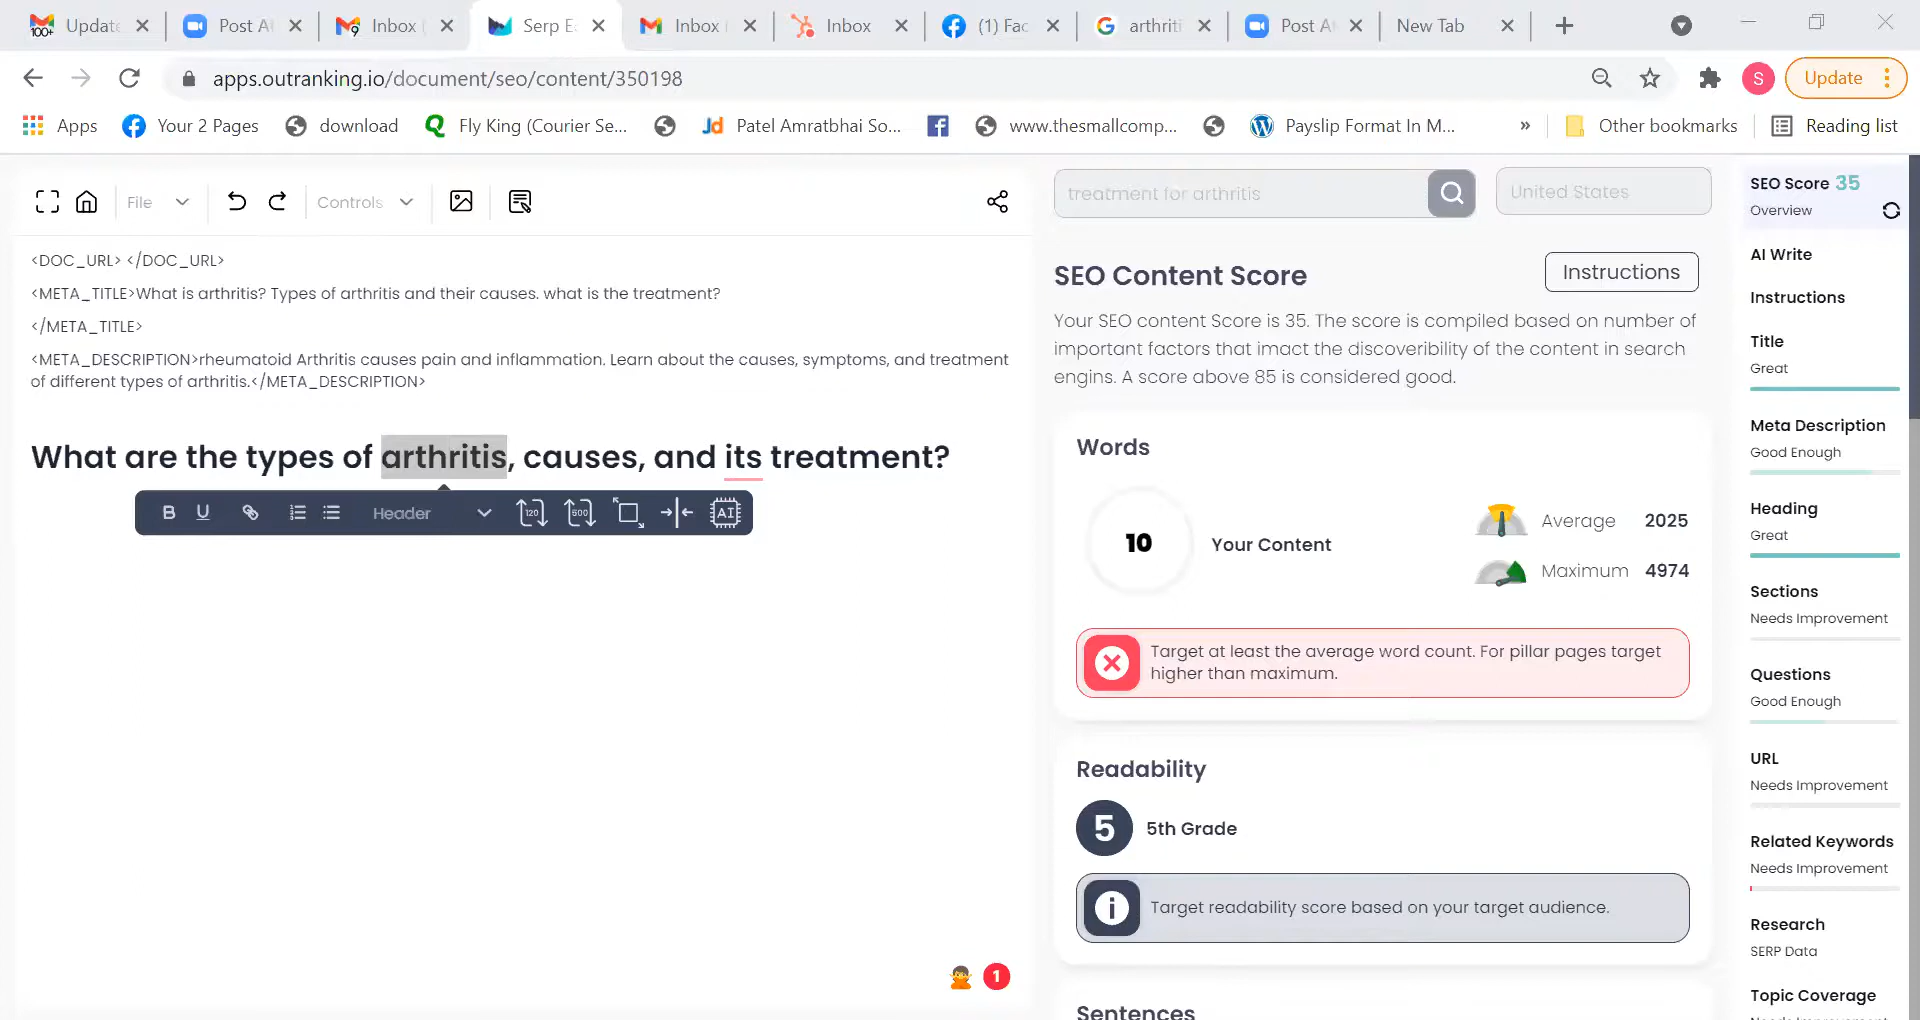 Update
Post A
Inbox
Serp E
Inbox
Inbox
(1) Fac
arthriti
Post A
New Tab
apps.outranking.io/document/seo/content/350198
S
Update
Apps
Your 2 Pages
download
Fly King (Courier Se...
Patel Amratbhai So...
www.thesmallcomp...
Payslip Format In M...
»
Other bookmarks
Reading list
File
Controls
treatment for arthritis
United States
SEO Score 35
Overview
<DOC_URL> </DOC_URL>
<META_TITLE>What is arthritis? Types of arthritis and their causes. what is the treatment?
</META_TITLE>
<META_DESCRIPTION>rheumatoid Arthritis causes pain and inflammation. Learn about the causes, symptoms, and treatment
of different types of arthritis.</META_DESCRIPTION>
What are the types of arthritis, causes, and its treatment?
B U Header 120 500 AI
1
SEO Content Score
Instructions
Your SEO content Score is 35. The score is compiled based on number of
important factors that imact the discoveribility of the content in search
engins. A score above 85 is considered good.
Words
10
Your Content
Average 2025
Maximum 4974
Target at least the average word count. For pillar pages target
higher than maximum.
Readability
5
5th Grade
Target readability score based on your target audience.
Sentences
AI Write
Instructions
Title
Great
Meta Description
Good Enough
Heading
Great
Sections
Needs Improvement
Questions
Good Enough
URL
Needs Improvement
Related Keywords
Needs Improvement
Research
SERP Data
Topic Coverage